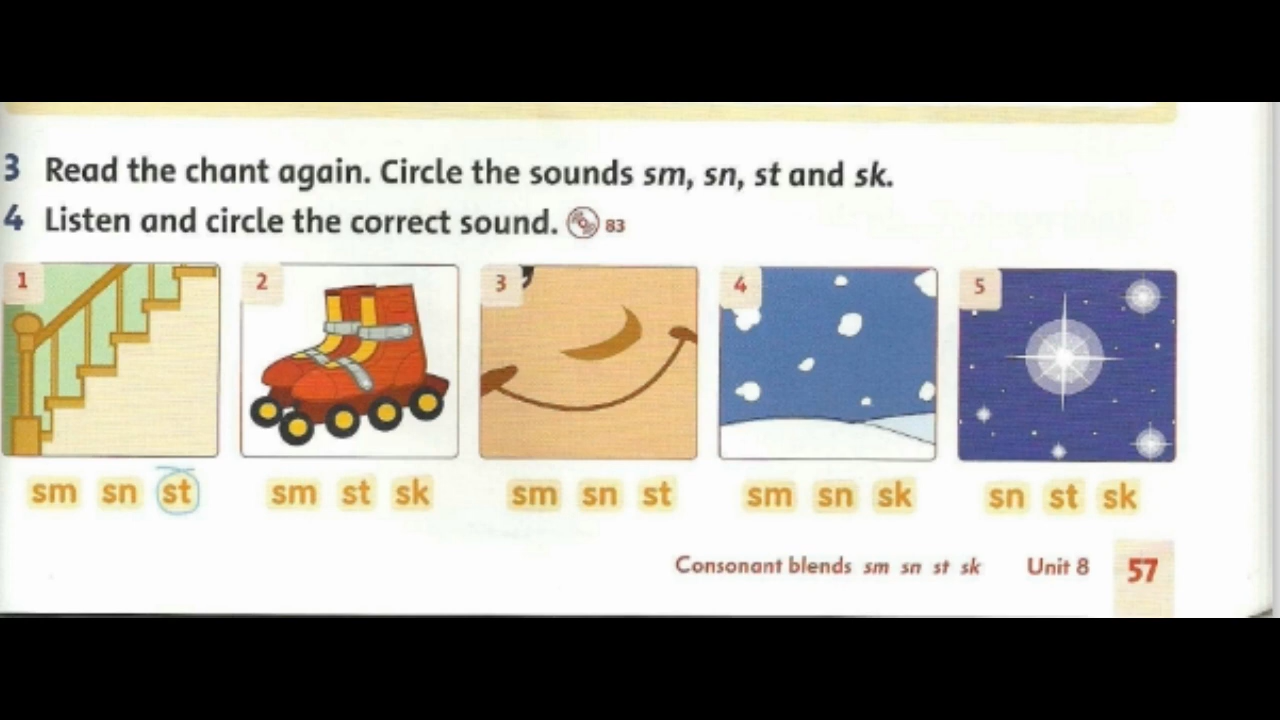 3 Read the chant again. Circle the sounds sm, sn, st and sk.
4 Listen and circle the correct sound. 83
1 2 3 4 5
sm sn st sm st sk sm sn st sm sn sk sn st sk
Consonant blends sm sn st sk Unit 8 57